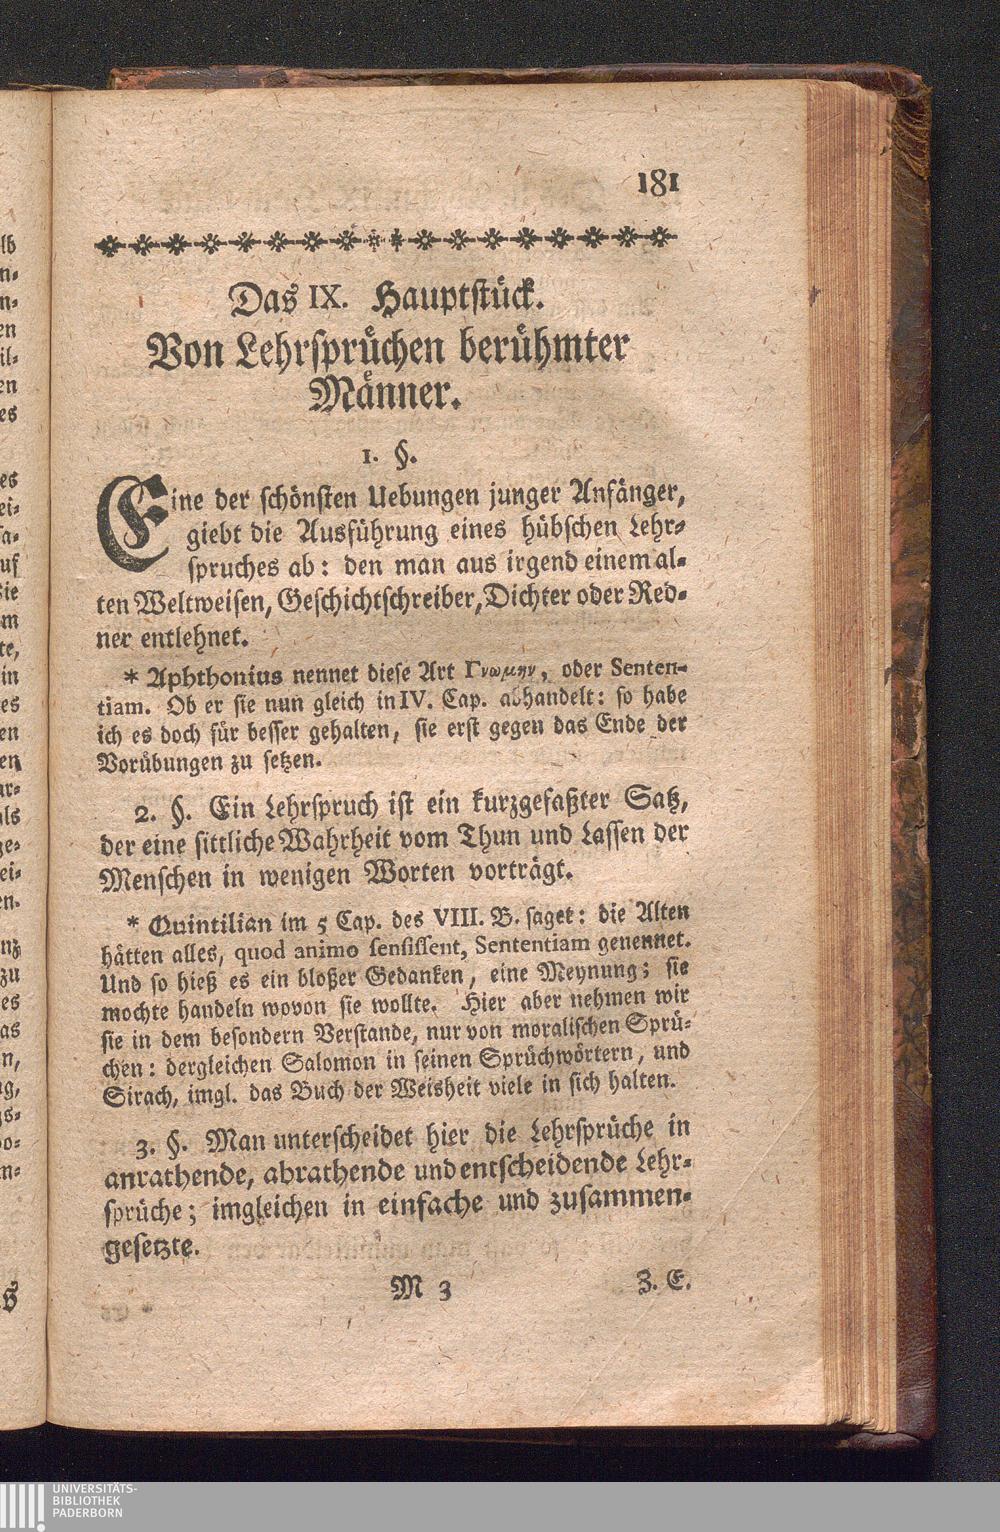 181
Das IX. Hauptstück.
Von Lehrsprüchen berühmter
Männer.
1. §.
Eine der schönsten Uebungen junger Anfänger,
giebt die Ausführung eines hübschen Lehr-
spruches ab: den man aus irgend einem al-
ten Weltweisen, Geschichtschreiber, Dichter oder Red-
ner entlehnet.
* Aphthonius nennet diese Art Γνωμην, oder Senten-
tiam. Ob er sie nun gleich in IV. Cap. abhandelt: so habe
ich es doch für besser gehalten, sie erst gegen das Ende der
Vorübungen zu setzen.
2. §. Ein Lehrspruch ist ein kurzgefaßter Satz,
der eine sittliche Wahrheit vom Thun und Lassen der
Menschen in wenigen Worten vorträgt.
* Quintilian im 5 Cap. des VIII. B. saget: die Alten
hätten alles, quod animo sensissent, Sententiam genennet.
Und so hieß es ein bloßer Gedanken, eine Meynung; sie
mochte handeln wovon sie wollte. Hier aber nehmen wir
sie in dem besondern Verstande, nur von moralischen Sprü-
chen: dergleichen Salomon in seinen Sprüchwörtern, und
Sirach, imgl. das Buch der Weisheit viele in sich halten.
3. §. Man unterscheidet hier die Lehrsprüche in
anrathende, abrathende und entscheidende Lehr-
sprüche; imgleichen in einfache und zusammen-
gesetzte.
M 3 Z. E.
UNIVERSITÄTS-
BIBLIOTHEK
PADERBORN